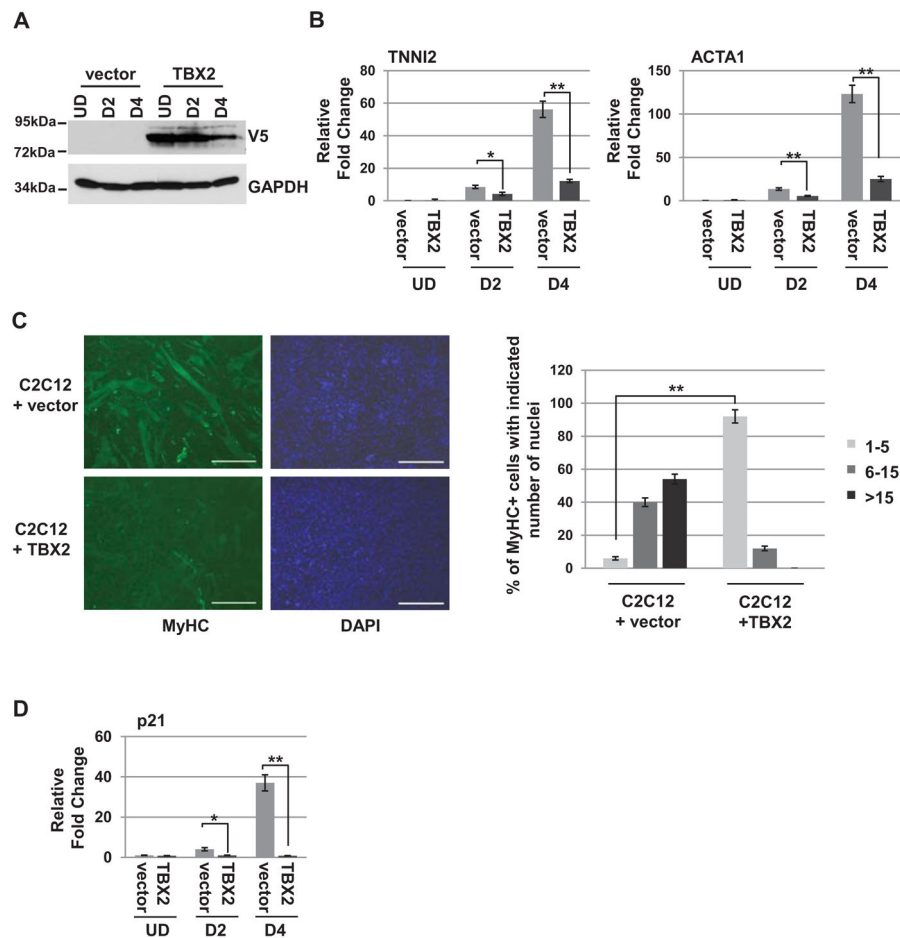 A
vector TBX2
UD D2 D4 UD D2 D4
95kDa
V5
72kDa
34kDa
GAPDH
B
TNNI2
Relative
Fold Change
80
60
40
20
0
*
**
vector TBX2 vector TBX2 vector TBX2
UD D2 D4
ACTA1
Relative
Fold Change
150
100
50
0
**
**
vector TBX2 vector TBX2 vector TBX2
UD D2 D4
C
C2C12
+ vector
C2C12
+ TBX2
MyHC DAPI
% of MyHC+ cells with indicated
number of nuclei
120
100
80
60
40
20
0
**
1-5
6-15
>15
C2C12
+ vector
C2C12
+TBX2
D
p21
Relative
Fold Change
60
40
20
0
*
**
vector TBX2 vector TBX2 vector TBX2
UD D2 D4